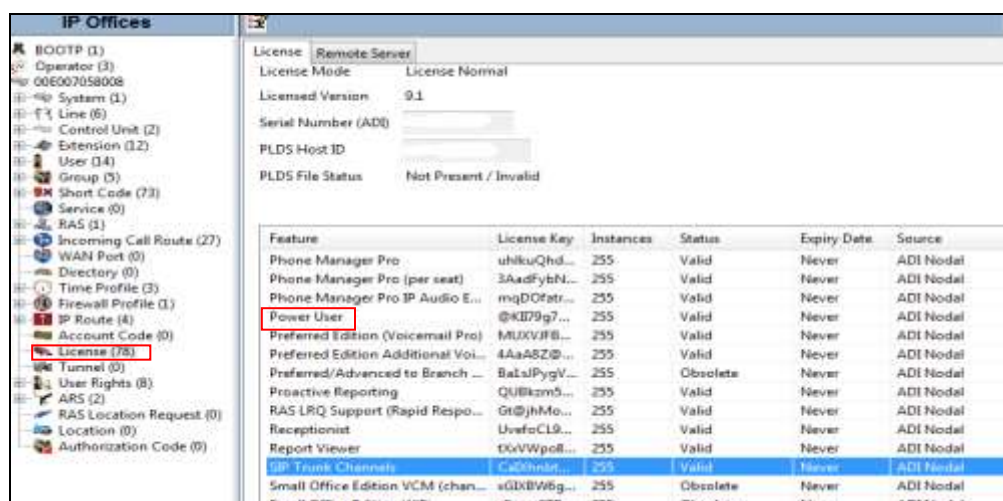 IP Offices
BOOTP (1)
Operator (3)
00E007058008
System (1)
Line (6)
Control Unit (2)
Extension (12)
User (14)
Group (5)
Short Code (73)
Service (0)
RAS (1)
Incoming Call Route (27)
WAN Port (0)
Directory (0)
Time Profile (3)
Firewall Profile (1)
IP Route (4)
Account Code (0)
License (78)
Tunnel (0)
User Rights (8)
ARS (2)
RAS Location Request (0)
Location (0)
Authorization Code (0)
License Remote Server
License Mode License Normal
Licensed Version 9.1
Serial Number (ADI)
PLDS Host ID
PLDS File Status Not Present / Invalid
Feature License Key Instances Status Expiry Date Source
Phone Manager Pro 255 Valid Never ADI Nodal
Phone Manager Pro (per seat) 255 Valid Never ADI Nodal
Phone Manager Pro IP Audio E... 255 Valid Never ADI Nodal
Power User 255 Valid Never ADI Nodal
Preferred Edition (Voicemail Pro) 255 Valid Never ADI Nodal
Preferred Edition Additional Voi... 255 Valid Never ADI Nodal
Preferred/Advanced to Branch ... 255 Obsolete Never ADI Nodal
Proactive Reporting 255 Valid Never ADI Nodal
RAS LRQ Support (Rapid Respo... 255 Valid Never ADI Nodal
Receptionist 255 Valid Never ADI Nodal
Report Viewer 255 Valid Never ADI Nodal
SIP Trunk Channels 255 Valid Never ADI Nodal
Small Office Edition VCM (chan... 255 Obsolete Never ADI Nodal